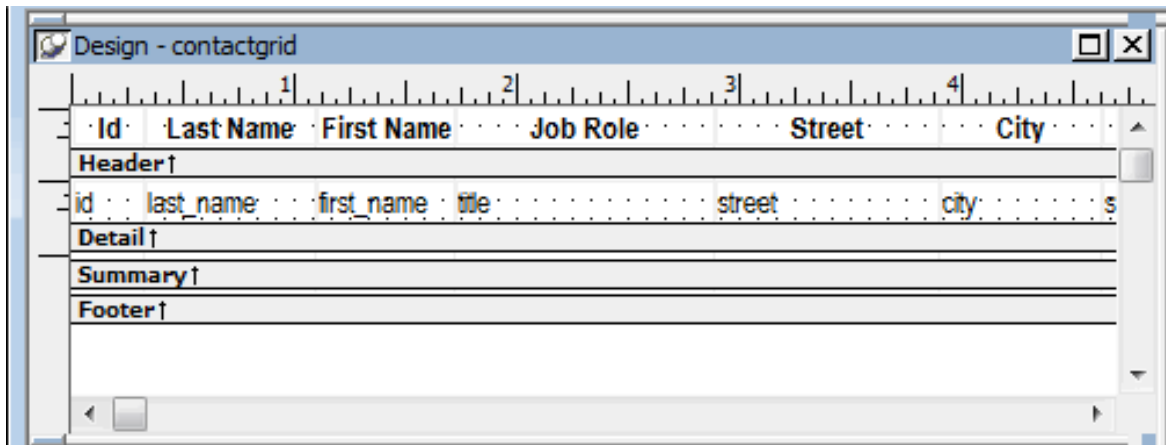 Design - contactgrid
1 2 3 4
Id Last Name First Name Job Role Street City
Header↑
id last_name first_name title street city s
Detail↑
Summary↑
Footer↑